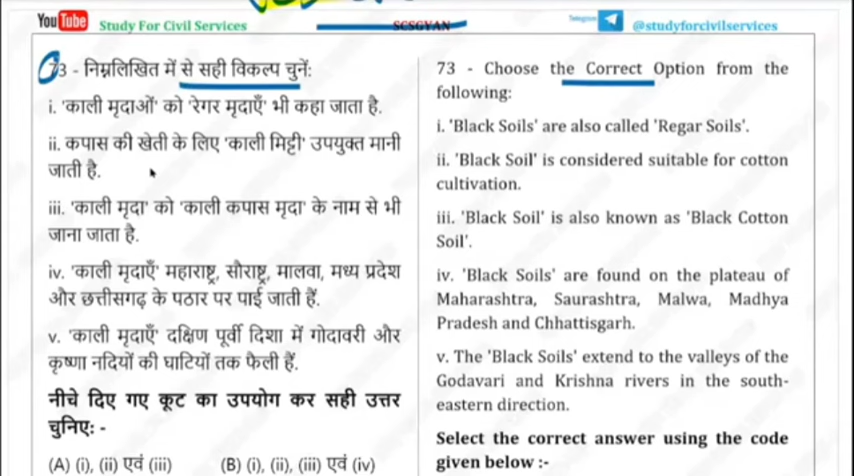 YouTube Study For Civil Services
SCSGYAN
Telegram @studyforcivilservices
73 - निम्नलिखित में से सही विकल्प चुनें:
i. 'काली मृदाओं' को 'रेगर मृदाएँ' भी कहा जाता है.
ii. कपास की खेती के लिए 'काली मिट्टी' उपयुक्त मानी
जाती है.
iii. 'काली मृदा' को 'काली कपास मृदा' के नाम से भी
जाना जाता है.
iv. 'काली मृदाएँ' महाराष्ट्र, सौराष्ट्र, मालवा, मध्य प्रदेश
और छत्तीसगढ़ के पठार पर पाई जाती हैं.
v. 'काली मृदाएँ' दक्षिण पूर्वी दिशा में गोदावरी और
कृष्णा नदियों की घाटियों तक फैली हैं.
नीचे दिए गए कूट का उपयोग कर सही उत्तर
चुनिए: -
(A) (i), (ii) एवं (iii) (B) (i), (ii), (iii) एवं (iv)
73 - Choose the Correct Option from the
following:
i. 'Black Soils' are also called 'Regar Soils'.
ii. 'Black Soil' is considered suitable for cotton
cultivation.
iii. 'Black Soil' is also known as 'Black Cotton
Soil'.
iv. 'Black Soils' are found on the plateau of
Maharashtra, Saurashtra, Malwa, Madhya
Pradesh and Chhattisgarh.
v. The 'Black Soils' extend to the valleys of the
Godavari and Krishna rivers in the south-
eastern direction.
Select the correct answer using the code
given below :-